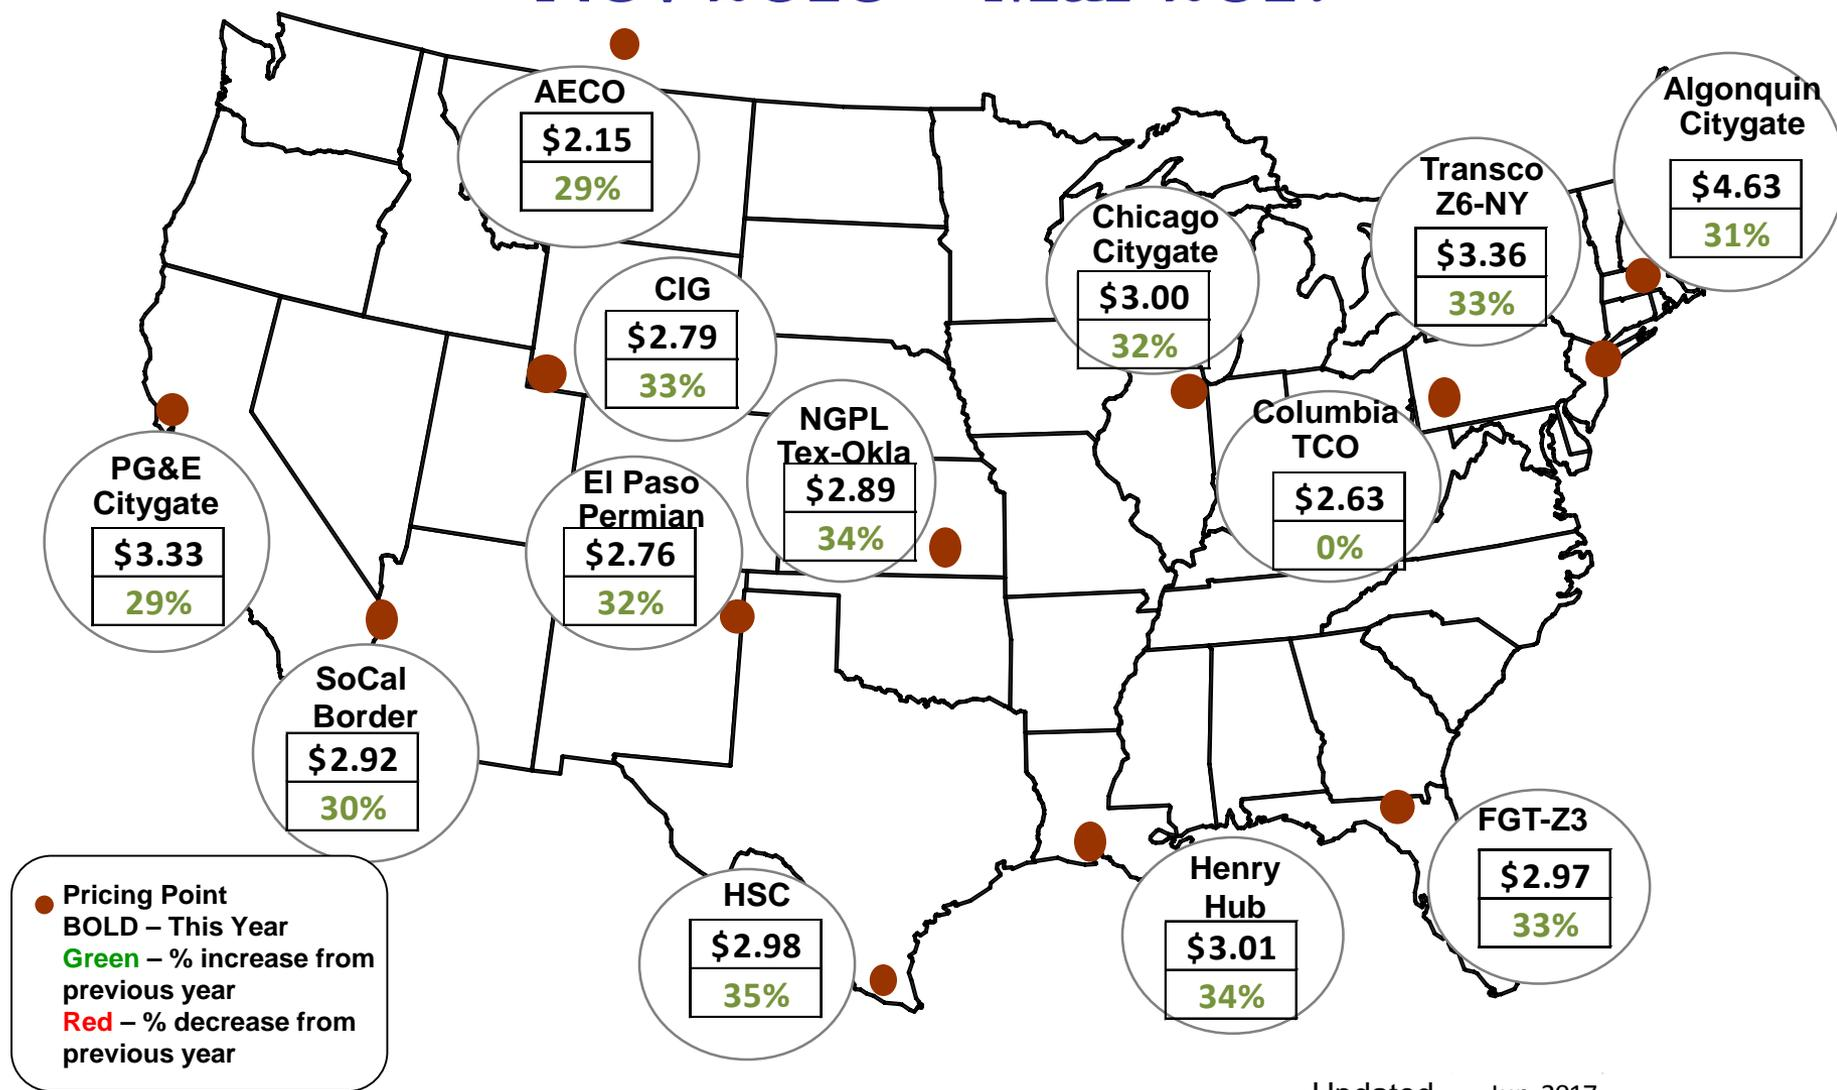 AECO
$2.15
29%
Algonquin
Citygate
$4.63
31%
Transco
Z6-NY
$3.36
33%
Chicago
Citygate
$3.00
32%
CIG
$2.79
33%
NGPL
Tex-Okla
$2.89
34%
Columbia
TCO
$2.63
0%
PG&E
Citygate
$3.33
29%
El Paso
Permian
$2.76
32%
SoCal
Border
$2.92
30%
FGT-Z3
$2.97
33%
Henry
Hub
$3.01
34%
HSC
$2.98
35%
Pricing Point
BOLD – This Year
Green – % increase from
previous year
Red – % decrease from
previous year
Updated Jun-2017